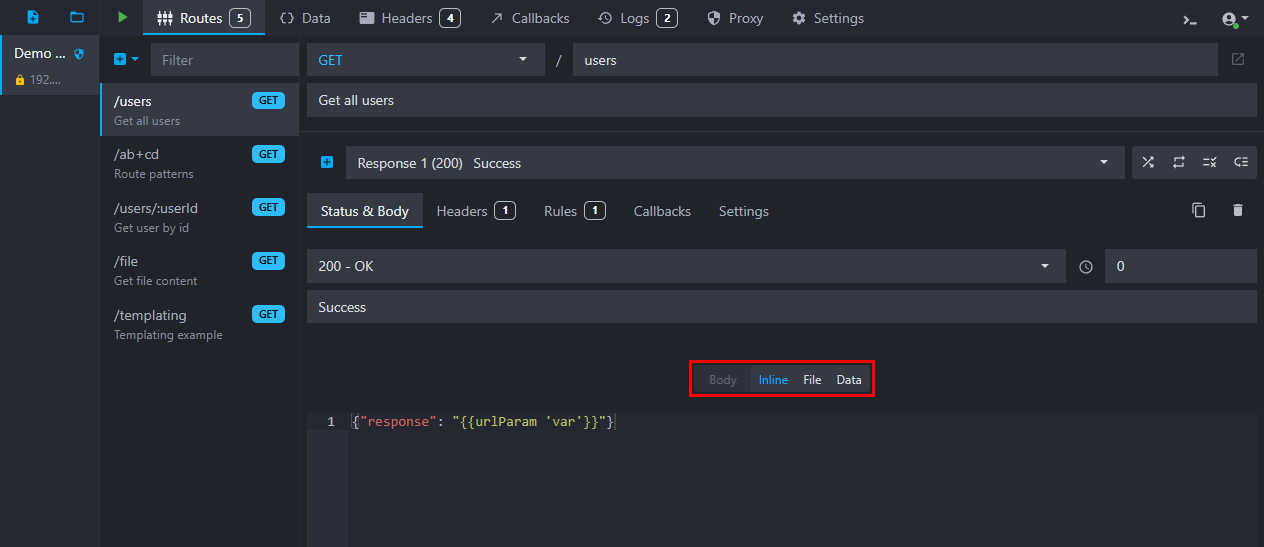 Routes 5 Data Headers 4 Callbacks Logs 2 Proxy Settings
Demo ...
192....
Filter
/users GET
Get all users
/ab+cd GET
Route patterns
/users/:userId GET
Get user by id
/file GET
Get file content
/templating GET
Templating example
GET / users
Get all users
Response 1 (200) Success
Status & Body Headers 1 Rules 1 Callbacks Settings
200 - OK 0
Success
Body Inline File Data
1 {"response": "{{urlParam 'var'}}"}